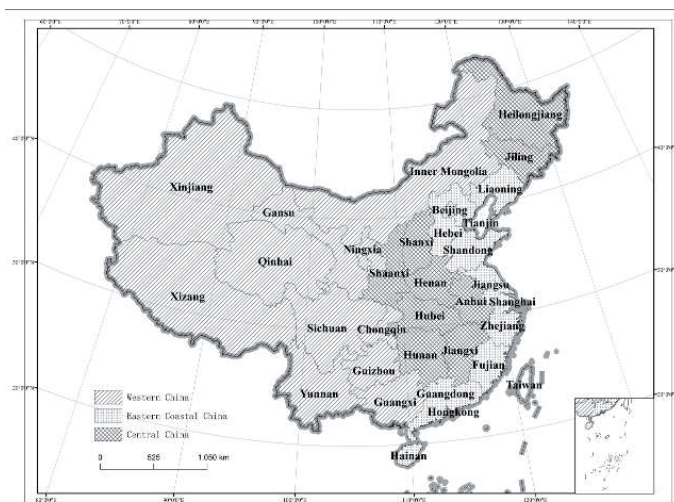 Heilongjiang
Jiling
Inner Mongolia
Liaoning
Xinjiang
Gansu
Beijing
Tianjin
Hebei
Ningxia
Shanxi
Shandong
Qinhai
Shaanxi
Henan
Jiangsu
Xizang
Anhui Shanghai
Hubei
Sichuan
Chongqin
Zhejiang
Hunan
Jiangxi
Guizhou
Fujian
Taiwan
Yunnan
Guangxi
Guangdong
Hongkong
Hainan
Western China
Eastern Coastal China
Central China
0 525 1,050 km